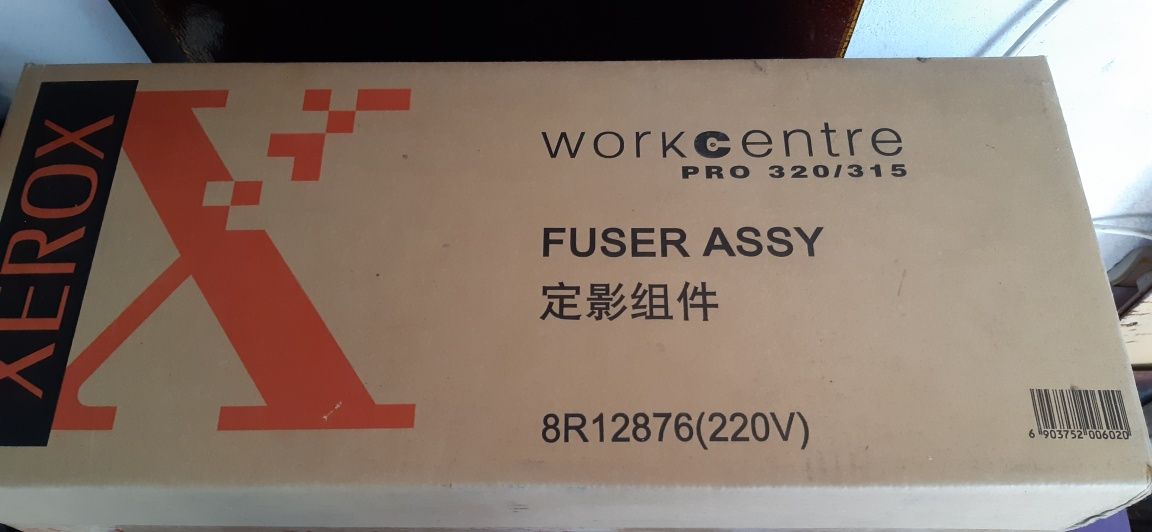 XEROX
WORKCENTRE
PRO 320/315
FUSER ASSY
定影组件
8R12876(220V)
6 903752 006020